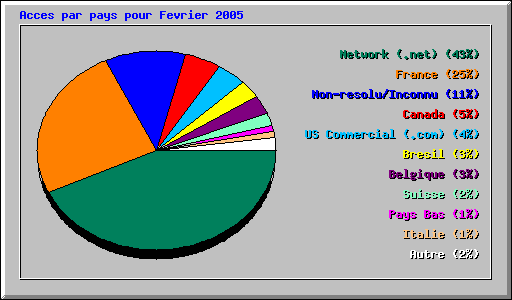 Acces par pays pour Fevrier 2005
Network (.net) (43%)
France (25%)
Non-resolu/Inconnu (11%)
Canada (5%)
US Commercial (.com) (4%)
Bresil (3%)
Belgique (3%)
Suisse (2%)
Pays Bas (1%)
Italie (1%)
Autre (2%)